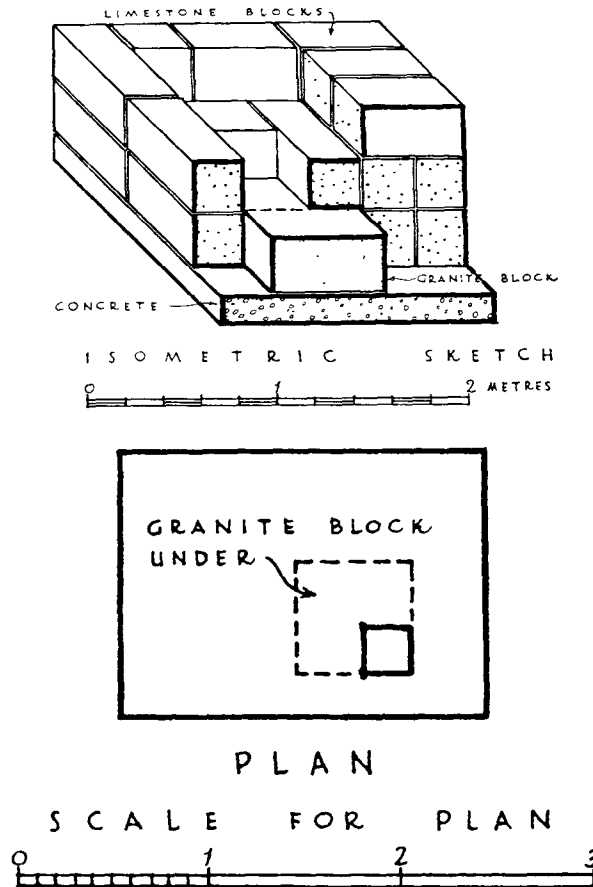 LIMESTONE BLOCKS
GRANITE BLOCK
CONCRETE
ISOMETRIC SKETCH
0 1 2 METRES
GRANITE BLOCK
UNDER
PLAN
SCALE FOR PLAN
0 1 2 3